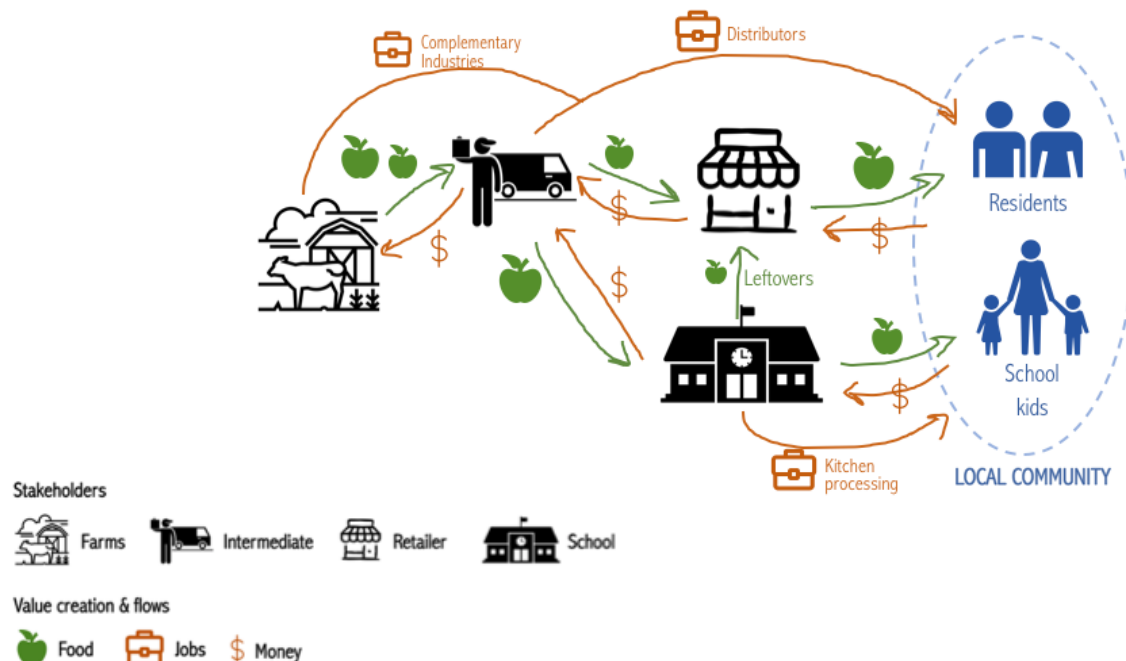 Complementary
Industries
Distributors
$
$
$
$
$
Leftovers
Residents
School
kids
Kitchen
processing
LOCAL COMMUNITY
Stakeholders
Farms
Intermediate
Retailer
School
Value creation & flows
Food
Jobs
$ Money